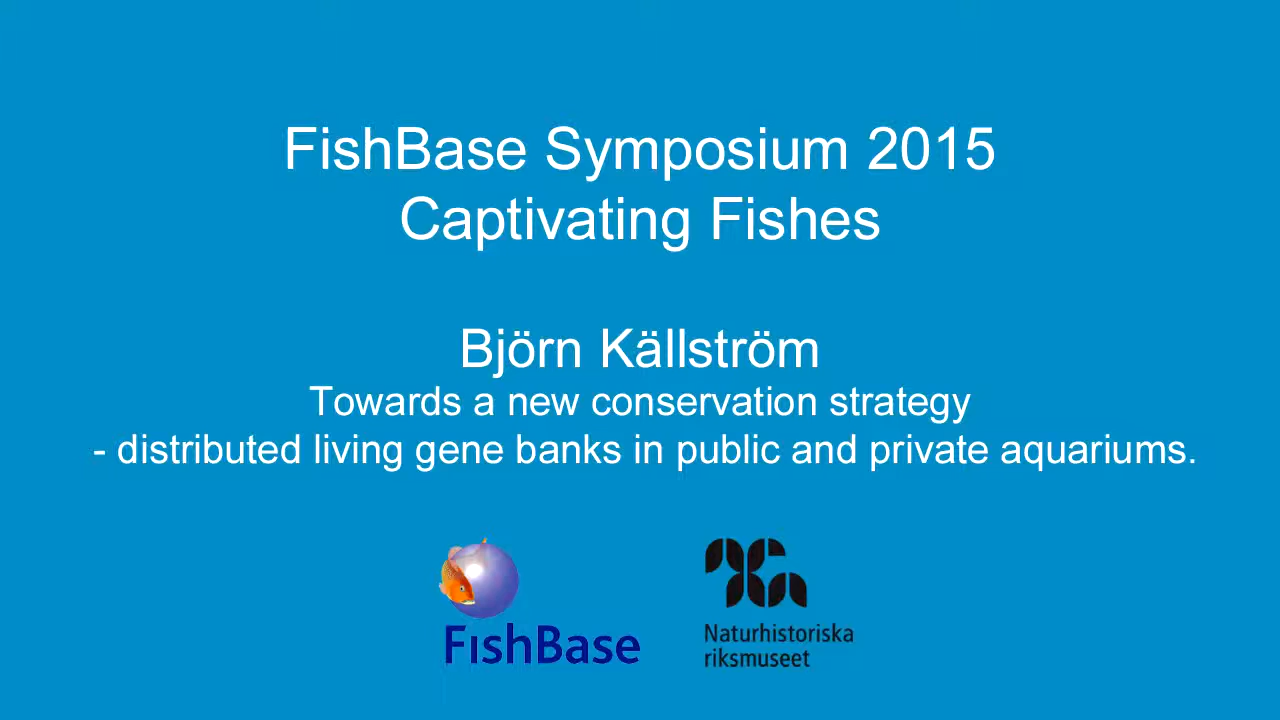 FishBase Symposium 2015
Captivating Fishes
Björn Källström
Towards a new conservation strategy
- distributed living gene banks in public and private aquariums.
FishBase
Naturhistoriska
riksmuseet